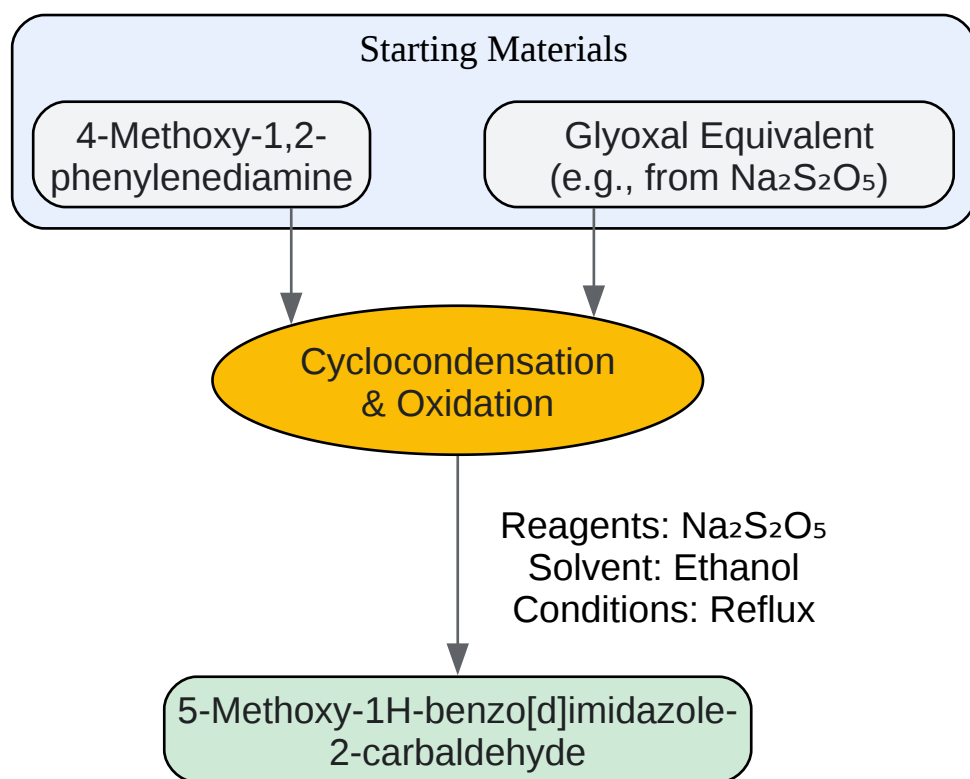 Starting Materials
4-Methoxy-1,2-
phenylenediamine
Glyoxal Equivalent
(e.g., from Na₂S₂O₅)
Cyclocondensation
& Oxidation
Reagents: Na₂S₂O₅
Solvent: Ethanol
Conditions: Reflux
5-Methoxy-1H-benzo[d]imidazole-
2-carbaldehyde